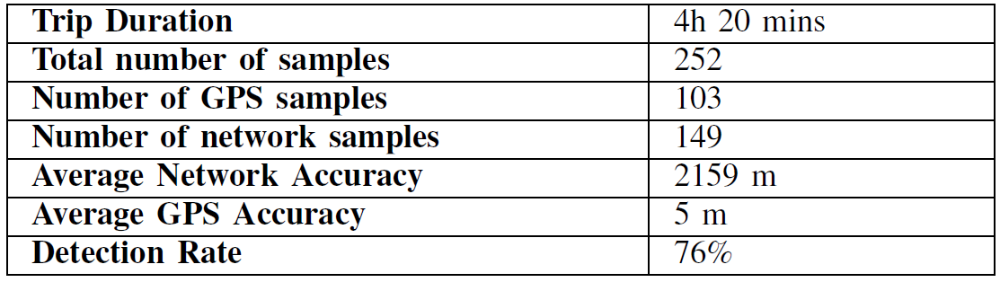 Trip Duration 4h 20 mins
Total number of samples 252
Number of GPS samples 103
Number of network samples 149
Average Network Accuracy 2159 m
Average GPS Accuracy 5 m
Detection Rate 76%